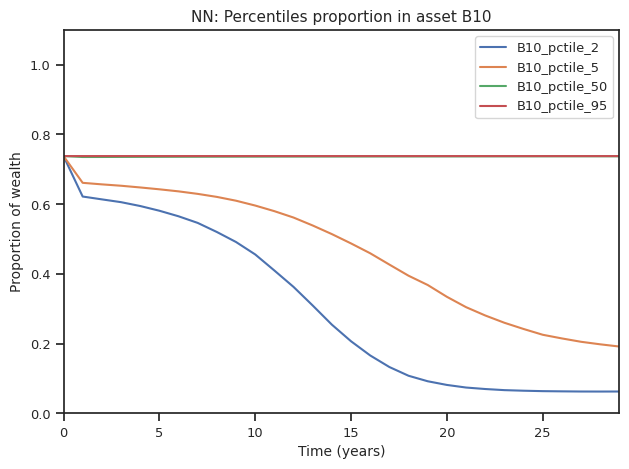 NN: Percentiles proportion in asset B10
B10_pctile_2
B10_pctile_5
B10_pctile_50
B10_pctile_95
Proportion of wealth
1.0
0.8
0.6
0.4
0.2
0.0
0 5 10 15 20 25
Time (years)